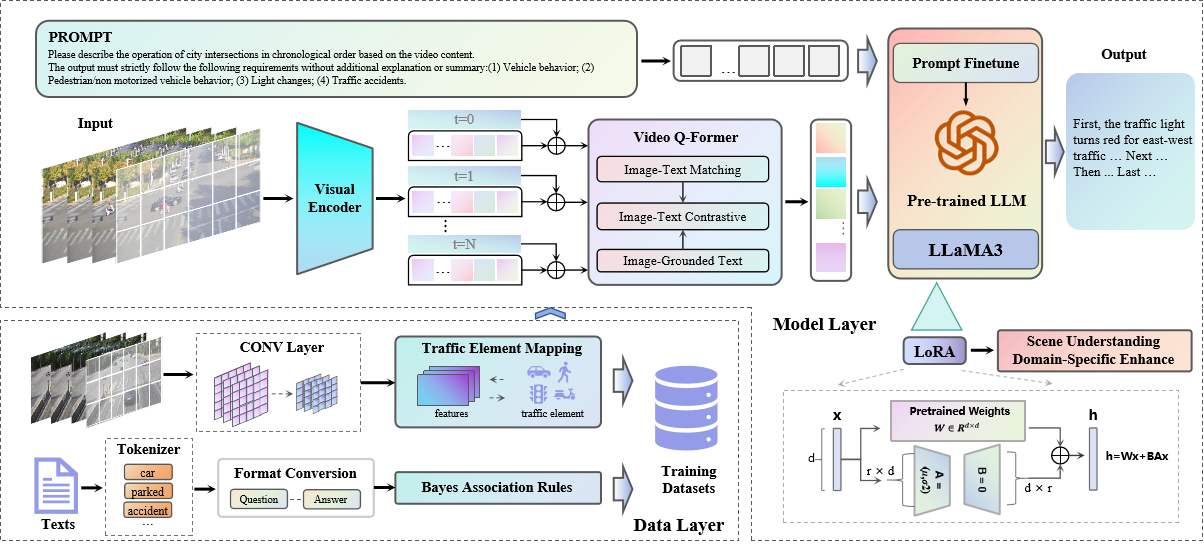 PROMPT
Please describe the operation of city intersections in chronological order based on the video content.
The output must strictly follow the following requirements without additional explanation or summary:(1) Vehicle behavior; (2)
Pedestrian/non motorized vehicle behavior; (3) Light changes; (4) Traffic accidents.
...
Prompt Finetune
Output
Input
Visual
Encoder
t=0
...
t=1
...
⋮
t=N
...
Video Q-Former
Image-Text Matching
Image-Text Contrastive
Image-Grounded Text
⋮
Pre-trained LLM
LLaMA3
First, the traffic light
turns red for east-west
traffic … Next …
Then ... Last …
Model Layer
LoRA
Scene Understanding
Domain-Specific Enhance
x
d
Pretrained Weights
W ∈ R^{d×d}
r × d
A =
(μ,σ2)
B = 0
d × r
h
h=Wx+BAx
CONV Layer
Traffic Element Mapping
features
traffic element
Texts
Tokenizer
car
parked
accident
...
Format Conversion
Question
Answer
Bayes Association Rules
Training
Datasets
Data Layer